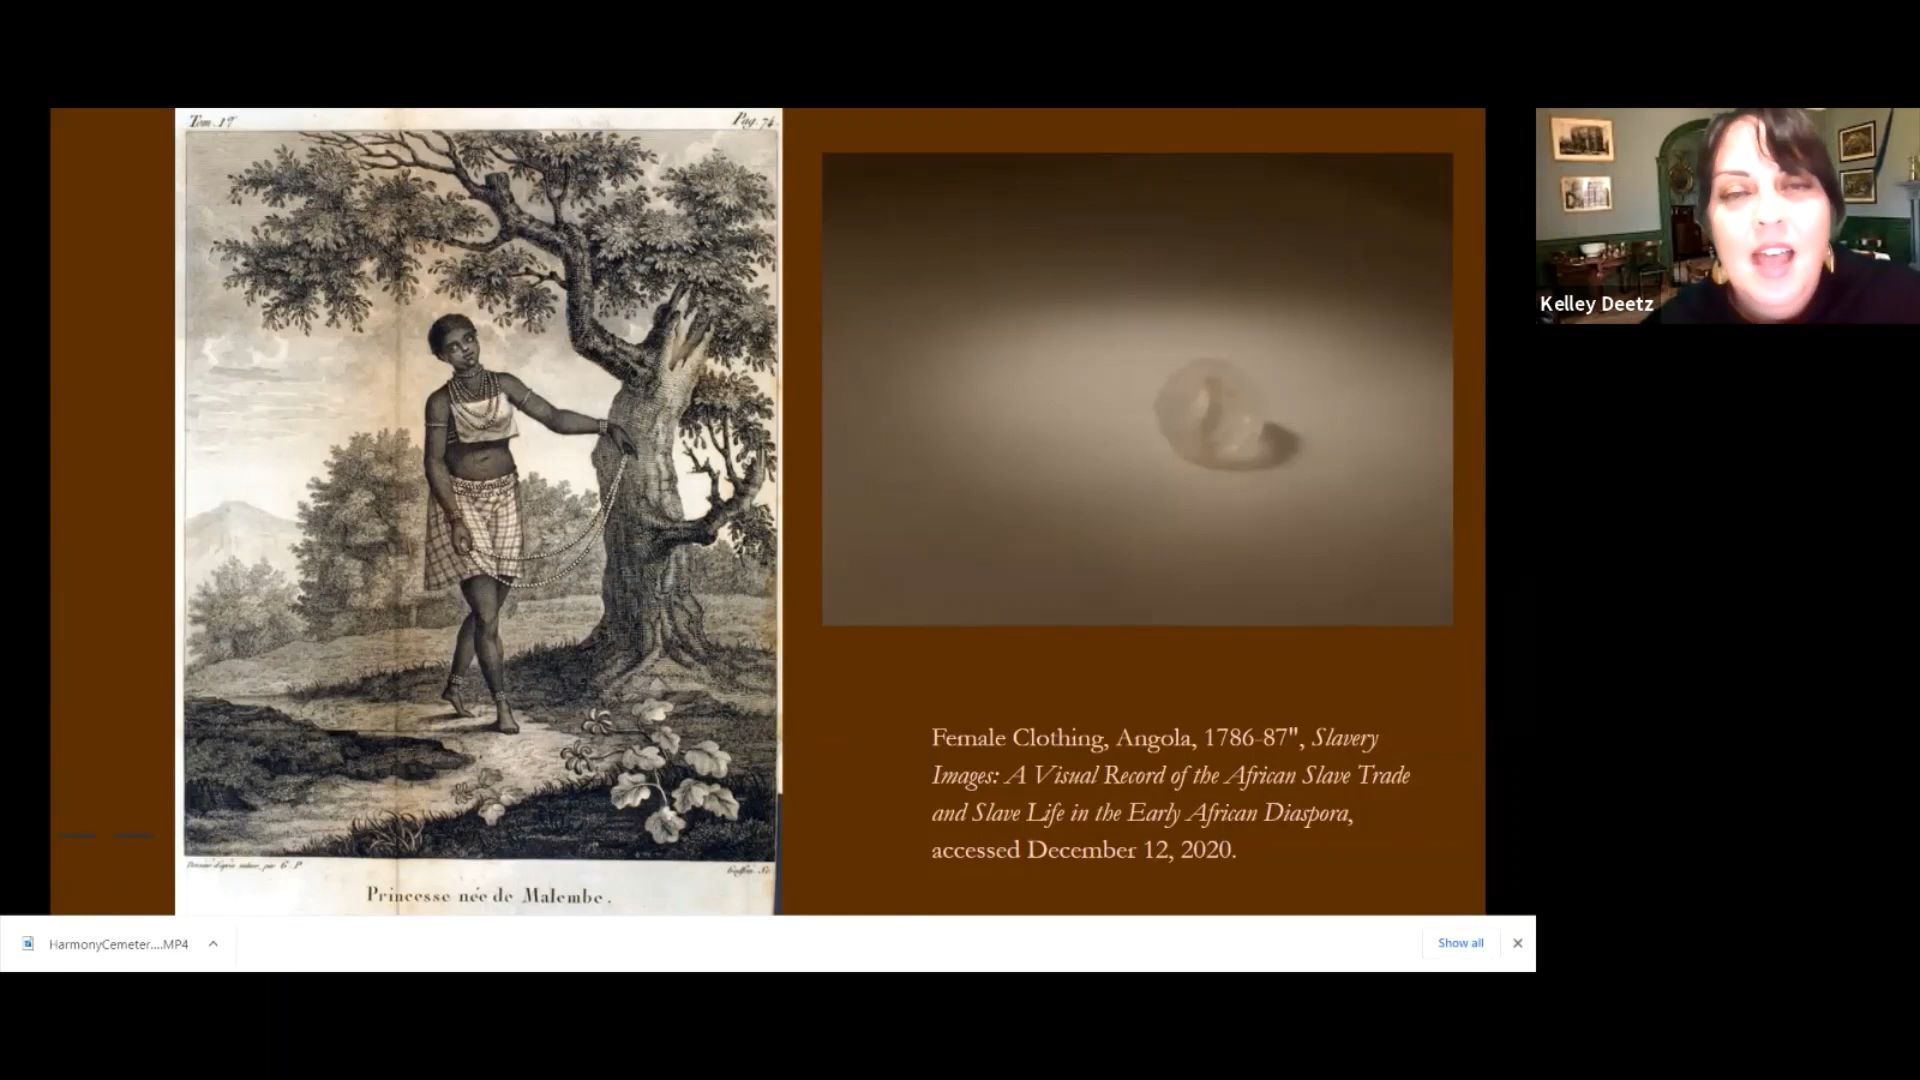 Tom. 1er
Pag. 74.
Princesse née de Malembe.
Female Clothing, Angola, 1786-87", Slavery
Images: A Visual Record of the African Slave Trade
and Slave Life in the Early African Diaspora,
accessed December 12, 2020.
Kelley Deetz
HarmonyCemeter....MP4
Show all